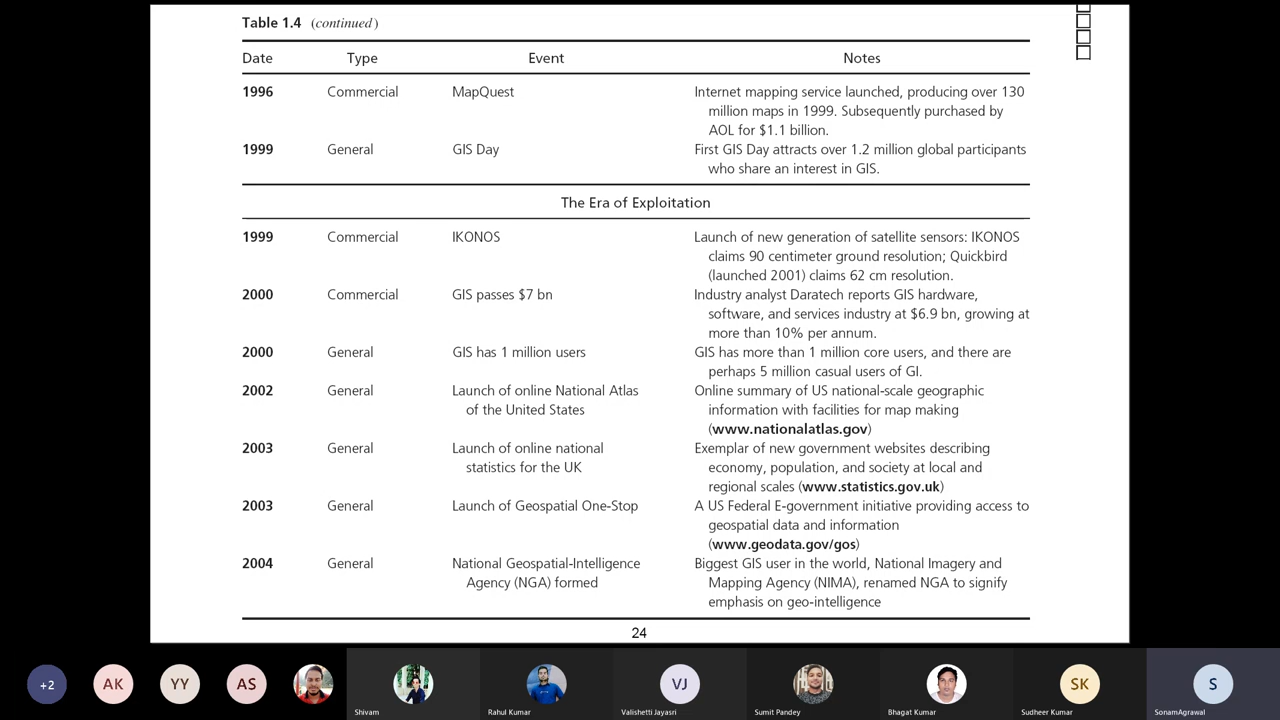 Table 1.4 (continued)
Date Type Event Notes
1996 Commercial MapQuest Internet mapping service launched, producing over 130
million maps in 1999. Subsequently purchased by
AOL for $1.1 billion.
1999 General GIS Day First GIS Day attracts over 1.2 million global participants
who share an interest in GIS.
The Era of Exploitation
1999 Commercial IKONOS Launch of new generation of satellite sensors: IKONOS
claims 90 centimeter ground resolution; Quickbird
(launched 2001) claims 62 cm resolution.
2000 Commercial GIS passes $7 bn Industry analyst Daratech reports GIS hardware,
software, and services industry at $6.9 bn, growing at
more than 10% per annum.
2000 General GIS has 1 million users GIS has more than 1 million core users, and there are
perhaps 5 million casual users of GI.
2002 General Launch of online National Atlas Online summary of US national-scale geographic
of the United States information with facilities for map making
(www.nationalatlas.gov)
2003 General Launch of online national Exemplar of new government websites describing
statistics for the UK economy, population, and society at local and
regional scales (www.statistics.gov.uk)
2003 General Launch of Geospatial One-Stop A US Federal E-government initiative providing access to
geospatial data and information
(www.geodata.gov/gos)
2004 General National Geospatial-Intelligence Biggest GIS user in the world, National Imagery and
Agency (NGA) formed Mapping Agency (NIMA), renamed NGA to signify
emphasis on geo-intelligence
24
+2 AK YY AS VJ SK S
Shivam Rahul Kumar Valishetti Jayasri Sumit Pandey Bhagat Kumar Sudheer Kumar SonamAgrawal